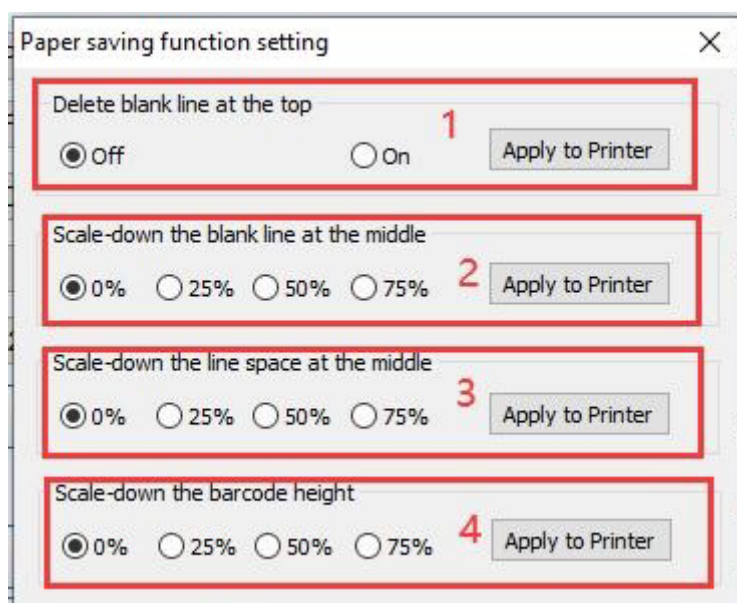 Paper saving function setting
Delete blank line at the top
1
Off On Apply to Printer
Scale-down the blank line at the middle
0% 25% 50% 75% 2 Apply to Printer
Scale-down the line space at the middle
0% 25% 50% 75% 3 Apply to Printer
Scale-down the barcode height
0% 25% 50% 75% 4 Apply to Printer